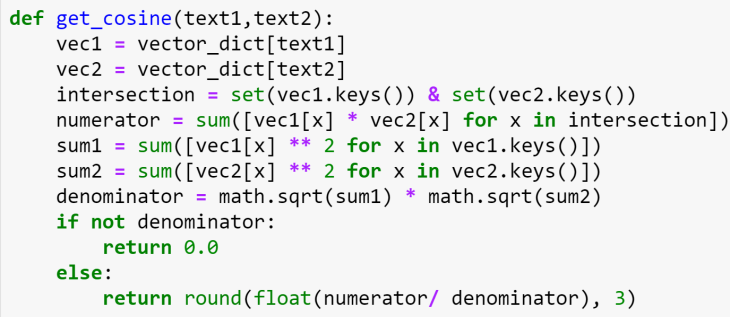 def get_cosine(text1,text2):
    vec1 = vector_dict[text1]
    vec2 = vector_dict[text2]
    intersection = set(vec1.keys()) & set(vec2.keys())
    numerator = sum([vec1[x] * vec2[x] for x in intersection])
    sum1 = sum([vec1[x] ** 2 for x in vec1.keys()])
    sum2 = sum([vec2[x] ** 2 for x in vec2.keys()])
    denominator = math.sqrt(sum1) * math.sqrt(sum2)
    if not denominator:
        return 0.0
    else:
        return round(float(numerator/ denominator), 3)